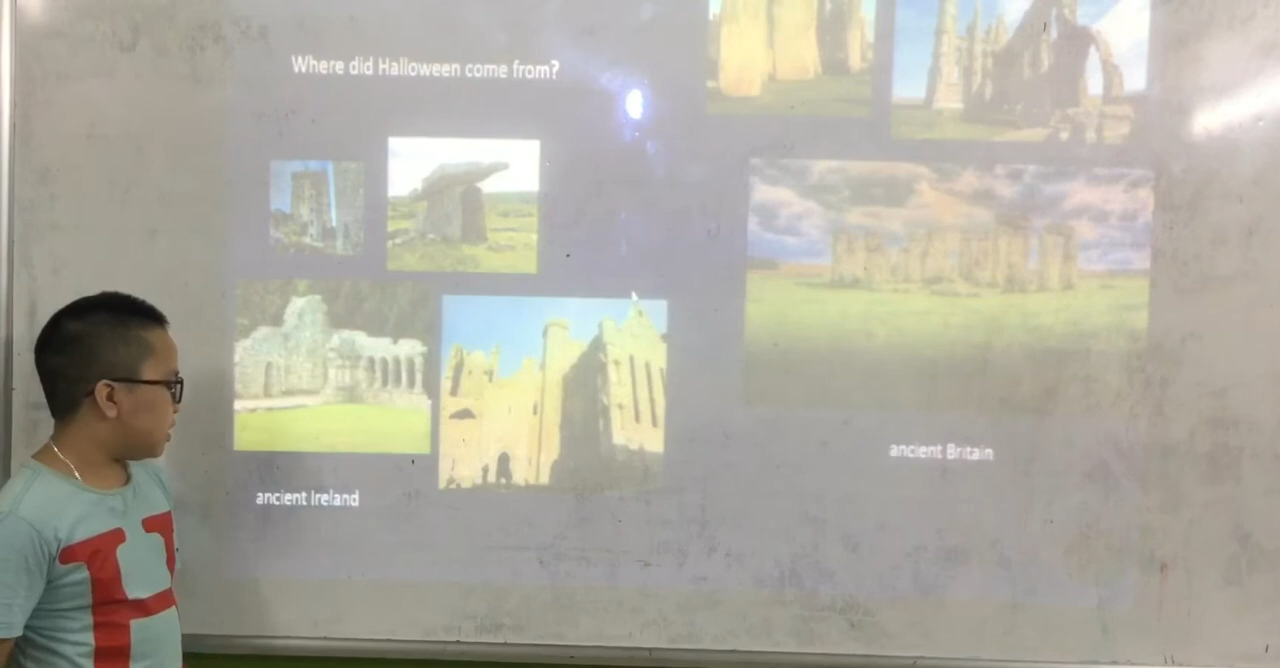 Where did Halloween come from?
ancient Ireland
ancient Britain
H